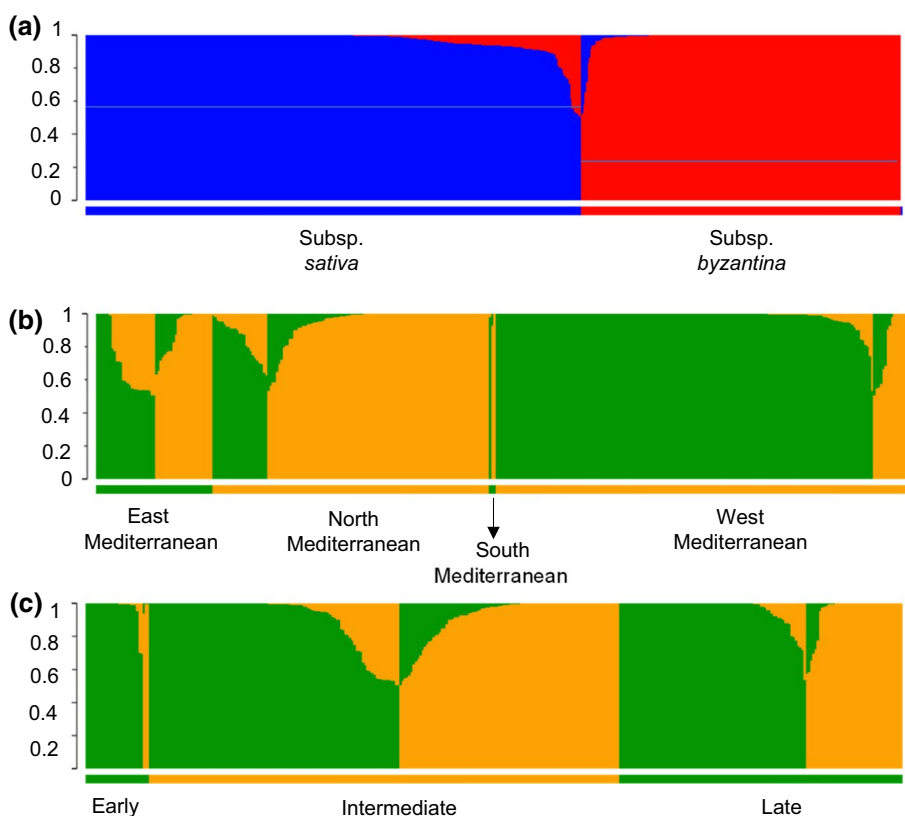 (a)
1
0.8
0.6
0.4
0.2
0
Subsp.
sativa
Subsp.
byzantina
(b)
1
0.8
0.6
0.4
0.2
0
East
Mediterranean
North
Mediterranean
South
Mediterranean
West
Mediterranean
(c)
1
0.8
0.6
0.4
0.2
Early
Intermediate
Late